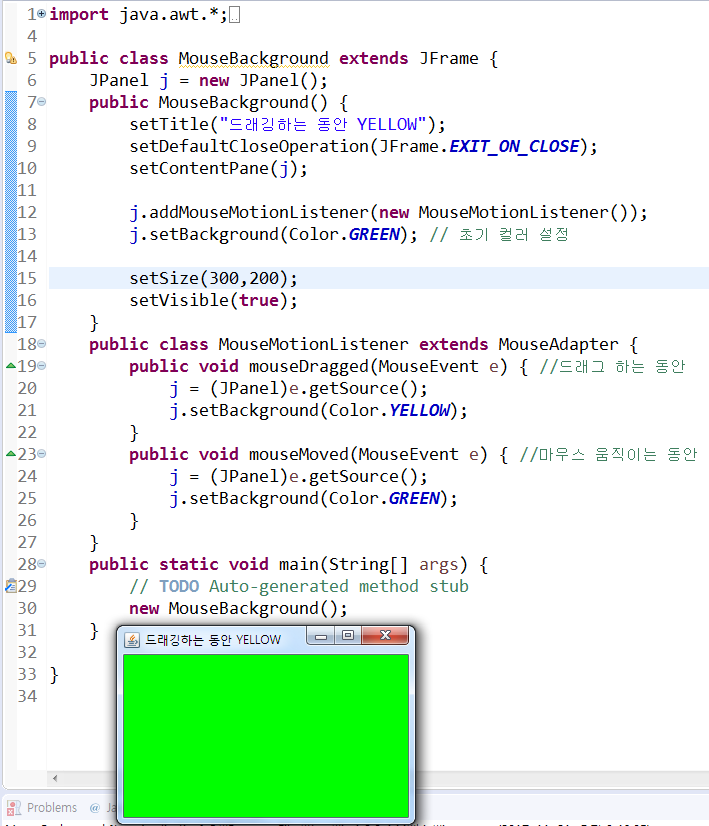 1 import java.awt.*;
4
5 public class MouseBackground extends JFrame {
6 JPanel j = new JPanel();
7 public MouseBackground() {
8 setTitle("드래깅하는 동안 YELLOW");
9 setDefaultCloseOperation(JFrame.EXIT_ON_CLOSE);
10 setContentPane(j);
11
12 j.addMouseMotionListener(new MouseMotionListener());
13 j.setBackground(Color.GREEN); // 초기 컬러 설정
14
15 setSize(300,200);
16 setVisible(true);
17 }
18 public class MouseMotionListener extends MouseAdapter {
19 public void mouseDragged(MouseEvent e) { //드래그 하는 동안
20 j = (JPanel)e.getSource();
21 j.setBackground(Color.YELLOW);
22 }
23 public void mouseMoved(MouseEvent e) { //마우스 움직이는 동안
24 j = (JPanel)e.getSource();
25 j.setBackground(Color.GREEN);
26 }
27 }
28 public static void main(String[] args) {
29 // TODO Auto-generated method stub
30 new MouseBackground();
31 }
32
33 }
34
드래깅하는 동안 YELLOW
Problems @